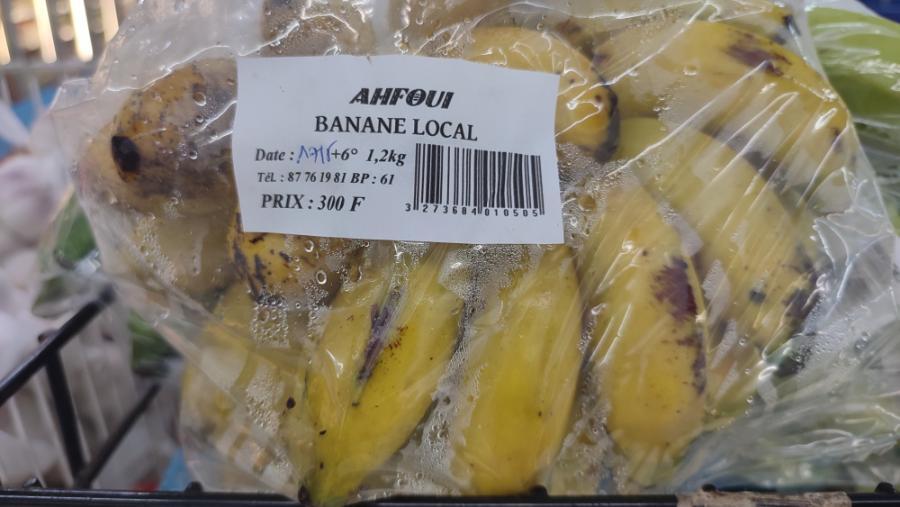 AHFOUI
BANANE LOCAL
Date : +6° 1,2kg
TéL : 87 76 19 81 BP : 61
PRIX : 300 F
3 273684 010505